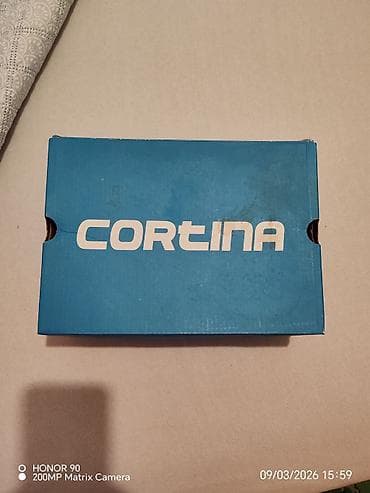 CORtINA
HONOR 90
200MP Matrix Camera
09/03/2026 15:59